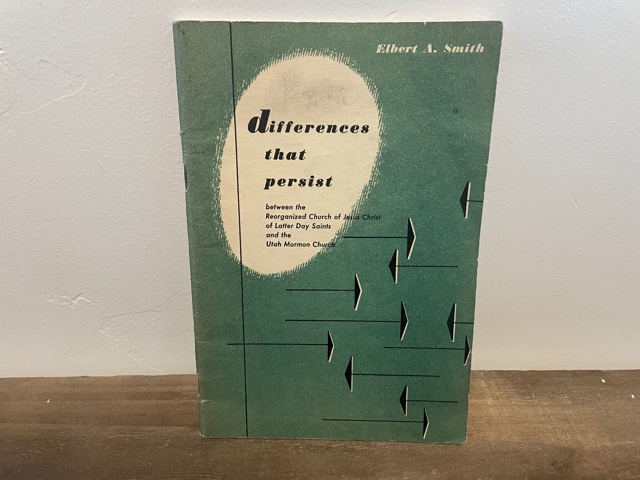 Elbert A. Smith
differences
that
persist
between the
Reorganized Church of Jesus Christ
of Latter Day Saints
and the
Utah Mormon Church